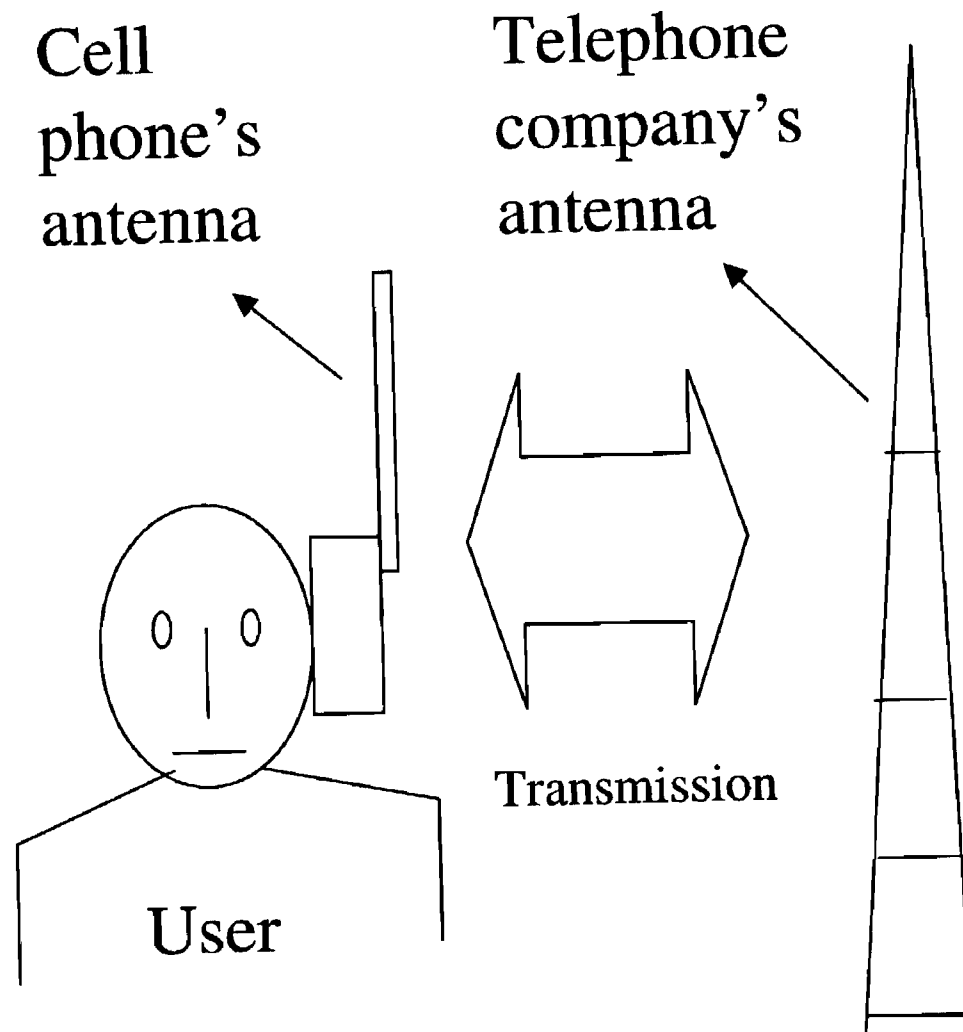 Cell
phone's
antenna
Telephone
company's
antenna
Transmission
User